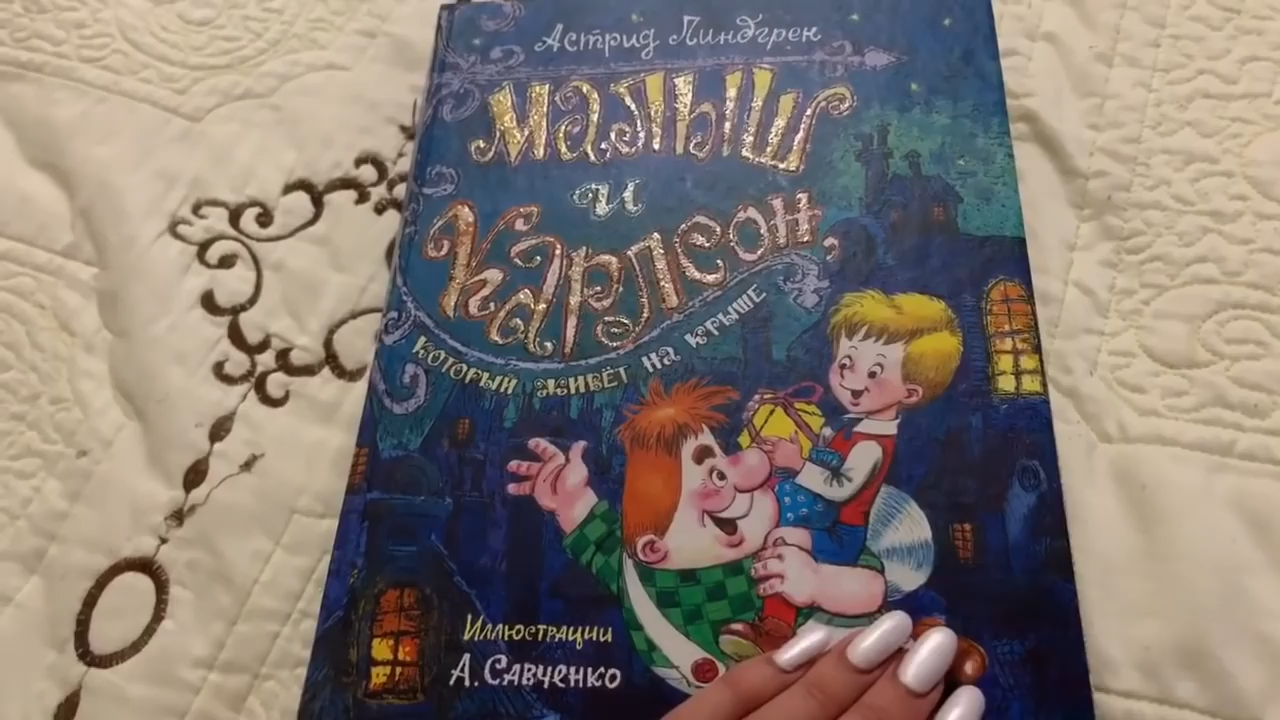 Астрид Линдгрен
Малыш
и
Карлсон,
который живёт на крыше
Иллюстрации
А. Савченко